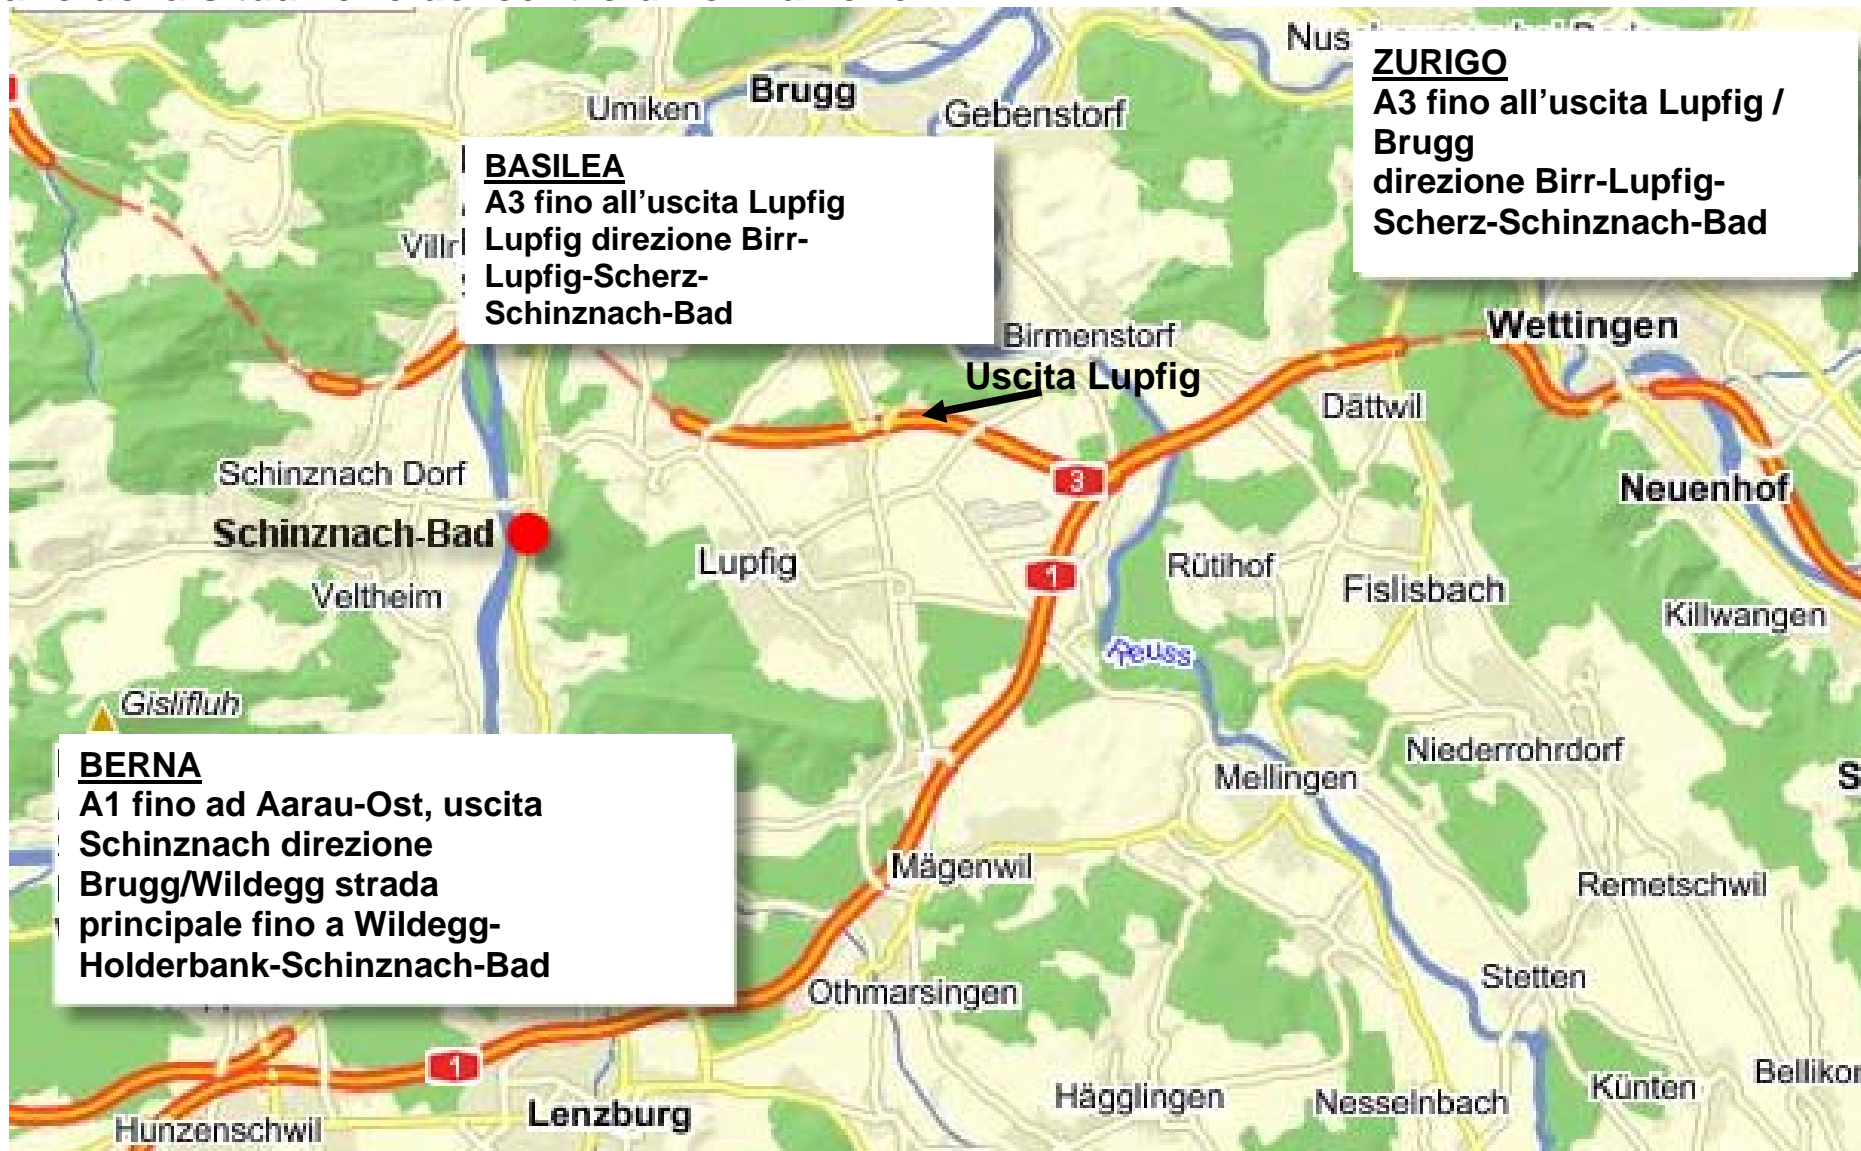 Umiken
Brugg
Gebenstorf
ZURIGO
A3 fino all’uscita Lupfig /
Brugg
direzione Birr-Lupfig-
Scherz-Schinznach-Bad
BASILEA
A3 fino all’uscita Lupfig
Lupfig direzione Birr-
Lupfig-Scherz-
Schinznach-Bad
Birmenstorf
Uscita Lupfig
Wettingen
Dättwil
Schinznach Dorf
3
Neuenhof
Schinznach-Bad
Lupfig
1
Rütihof
Fislisbach
Veltheim
Killwangen
Reuss
Gislifluh
BERNA
A1 fino ad Aarau-Ost, uscita
Schinznach direzione
Brugg/Wildegg strada
principale fino a Wildegg-
Holderbank-Schinznach-Bad
Niederrohrdorf
Mellingen
Mägenwil
Remetschwil
Stetten
Othmarsingen
1
Hägglingen
Nesselnbach
Künten
Lenzburg
Hunzenschwil